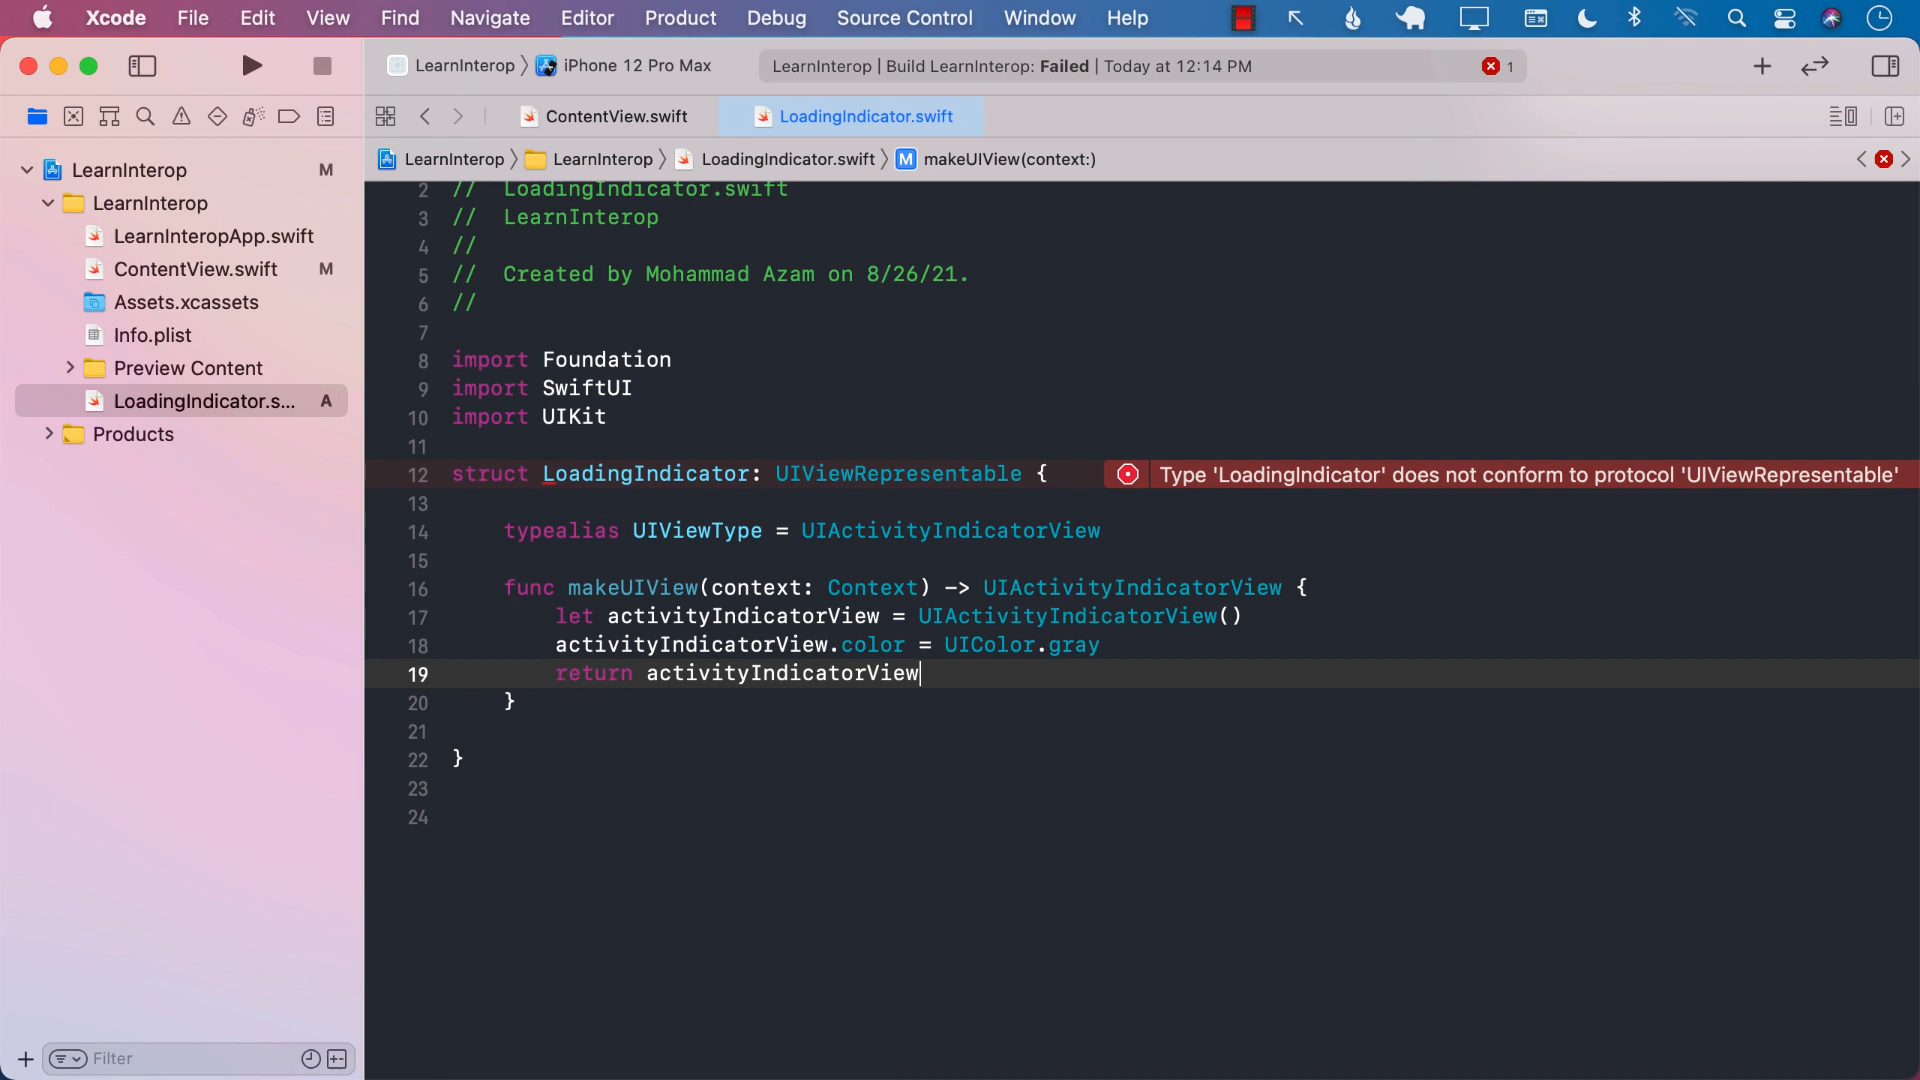 Xcode File Edit View Find Navigate Editor Product Debug Source Control Window Help
LearnInterop 〉 iPhone 12 Pro Max
LearnInterop | Build LearnInterop: Failed | Today at 12:14 PM
1
ContentView.swift
LoadingIndicator.swift
LearnInterop 〉 LearnInterop 〉 LoadingIndicator.swift 〉 M makeUIView(context:)
LearnInterop M
LearnInterop
LearnInteropApp.swift
ContentView.swift M
Assets.xcassets
Info.plist
Preview Content
LoadingIndicator.s... A
Products
Filter
2 // LoadingIndicator.swift
3 // LearnInterop
4 //
5 // Created by Mohammad Azam on 8/26/21.
6 //
7
8 import Foundation
9 import SwiftUI
10 import UIKit
11
12 struct LoadingIndicator: UIViewRepresentable {
Type 'LoadingIndicator' does not conform to protocol 'UIViewRepresentable'
13
14 typealias UIViewType = UIActivityIndicatorView
15
16 func makeUIView(context: Context) -> UIActivityIndicatorView {
17 let activityIndicatorView = UIActivityIndicatorView()
18 activityIndicatorView.color = UIColor.gray
19 return activityIndicatorView
20 }
21
22 }
23
24